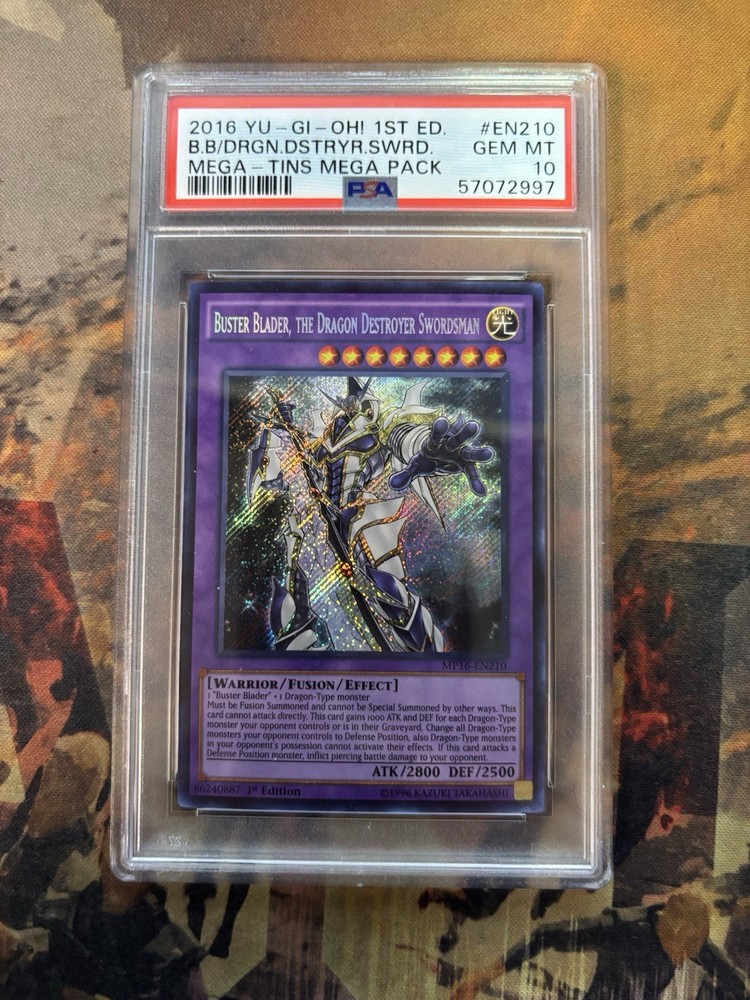 2016 YU-GI-OH! 1ST ED. #EN210
B.B/DRGN.DSTRYR.SWRD. GEM MT
MEGA-TINS MEGA PACK 10
PSA 57072997
BUSTER BLADER, THE DRAGON DESTROYER SWORDSMAN
LIGHT
光
MP16-EN210
[WARRIOR/FUSION/EFFECT]
1 "Buster Blader" + 1 Dragon-Type monster
Must be Fusion Summoned and cannot be Special Summoned by other ways. This
card cannot attack directly. This card gains 1000 ATK and DEF for each Dragon-Type
monster your opponent controls or is in their Graveyard. Change all Dragon-Type
monsters your opponent controls to Defense Position, also Dragon-Type monsters
in your opponent's possession cannot activate their effects. If this card attacks a
Defense Position monster, inflict piercing battle damage to your opponent.
ATK/2800 DEF/2500
86240887 1st Edition ©1996 KAZUKI TAKAHASHI